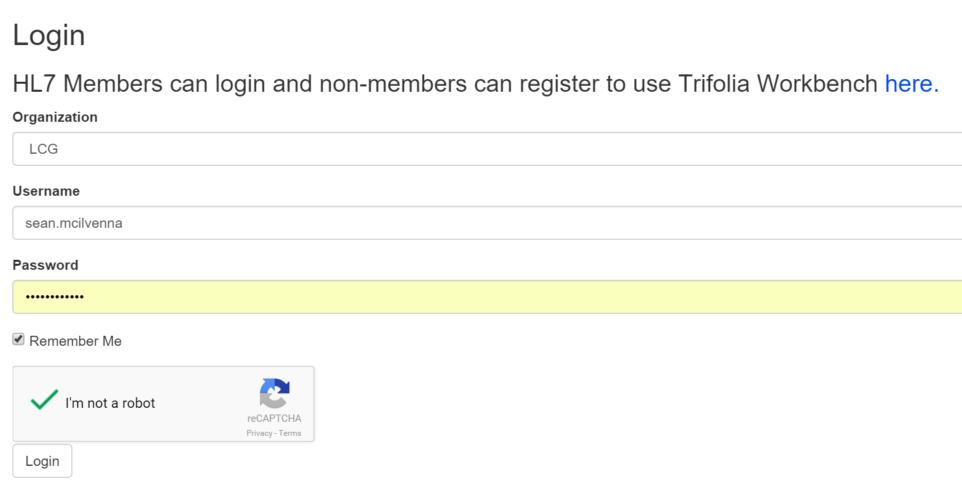 Login
HL7 Members can login and non-members can register to use Trifolia Workbench here.
Organization
LCG
Username
sean.mcilvenna
Password
••••••••••••
Remember Me
I'm not a robot
reCAPTCHA
Privacy - Terms
Login